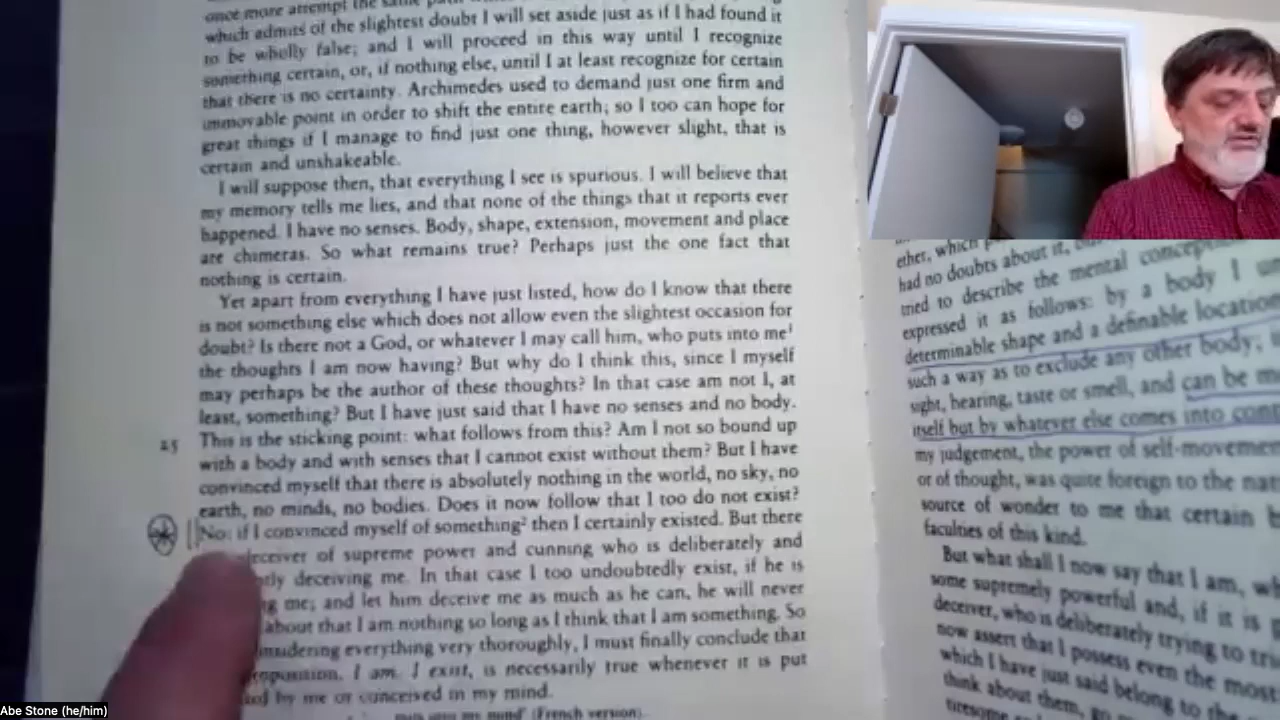 once more attempt the same path
which admits of the slightest doubt I will set aside just as if I had found it
to be wholly false; and I will proceed in this way until I recognize
something certain, or, if nothing else, until I at least recognize for certain
that there is no certainty. Archimedes used to demand just one firm and
immovable point in order to shift the entire earth; so I too can hope for
great things if I manage to find just one thing, however slight, that is
certain and unshakeable.
I will suppose then, that everything I see is spurious. I will believe that
my memory tells me lies, and that none of the things that it reports ever
happened. I have no senses. Body, shape, extension, movement and place
are chimeras. So what remains true? Perhaps just the one fact that
nothing is certain.
Yet apart from everything I have just listed, how do I know that there
is not something else which does not allow even the slightest occasion for
doubt? Is there not a God, or whatever I may call him, who puts into me¹
the thoughts I am now having? But why do I think this, since I myself
may perhaps be the author of these thoughts? In that case am not I, at
least, something? But I have just said that I have no senses and no body.
25 This is the sticking point: what follows from this? Am I not so bound up
with a body and with senses that I cannot exist without them? But I have
convinced myself that there is absolutely nothing in the world, no sky, no
earth, no minds, no bodies. Does it now follow that I too do not exist?
No: if I convinced myself of something² then I certainly existed. But there
deceiver of supreme power and cunning who is deliberately and
deceiving me. In that case I too undoubtedly exist, if he is
me; and let him deceive me as much as he can, he will never
about that I am nothing so long as I think that I am something. So
considering everything very thoroughly, I must finally conclude that
proposition, I am, I exist, is necessarily true whenever it is put
by me or conceived in my mind.
mind' (French version).
ether, which
had no doubts about it,
tried to describe the mental
expressed it as follows: by a body I
determinable shape and a definable location
such a way as to exclude any other body;
sight, hearing, taste or smell, and can be
itself but by whatever else comes into
my judgement, the power of self-movement
or of thought, was quite foreign to the
source of wonder to me that certain
faculties of this kind.
But what shall I now say that I am,
some supremely powerful and, if it is
deceiver, who is deliberately trying to
now assert that I possess even the most
which I have just said belong to the
think about them, go
Abe Stone (he/him)